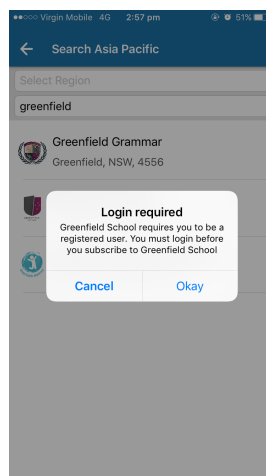 Virgin Mobile 4G 2:57 pm 51%
Search Asia Pacific
Select Region
greenfield
Greenfield Grammar
Greenfield, NSW, 4556
Login required
Greenfield School requires you to be a
registered user. You must login before
you subscribe to Greenfield School
Cancel Okay